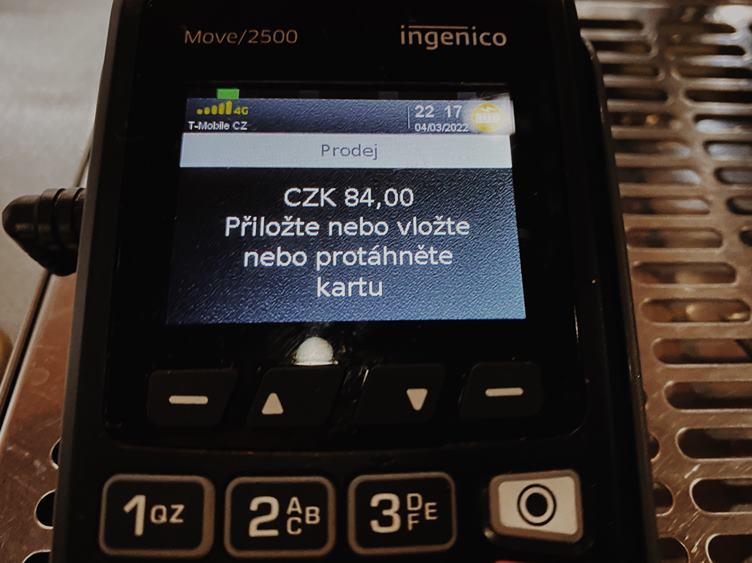 Move/2500 ingenico
4G 22 17
T-Mobile CZ 04/03/2022
Prodej
CZK 84,00
Přiložte nebo vložte
nebo protáhněte
kartu
1QZ 2ABC 3DEF